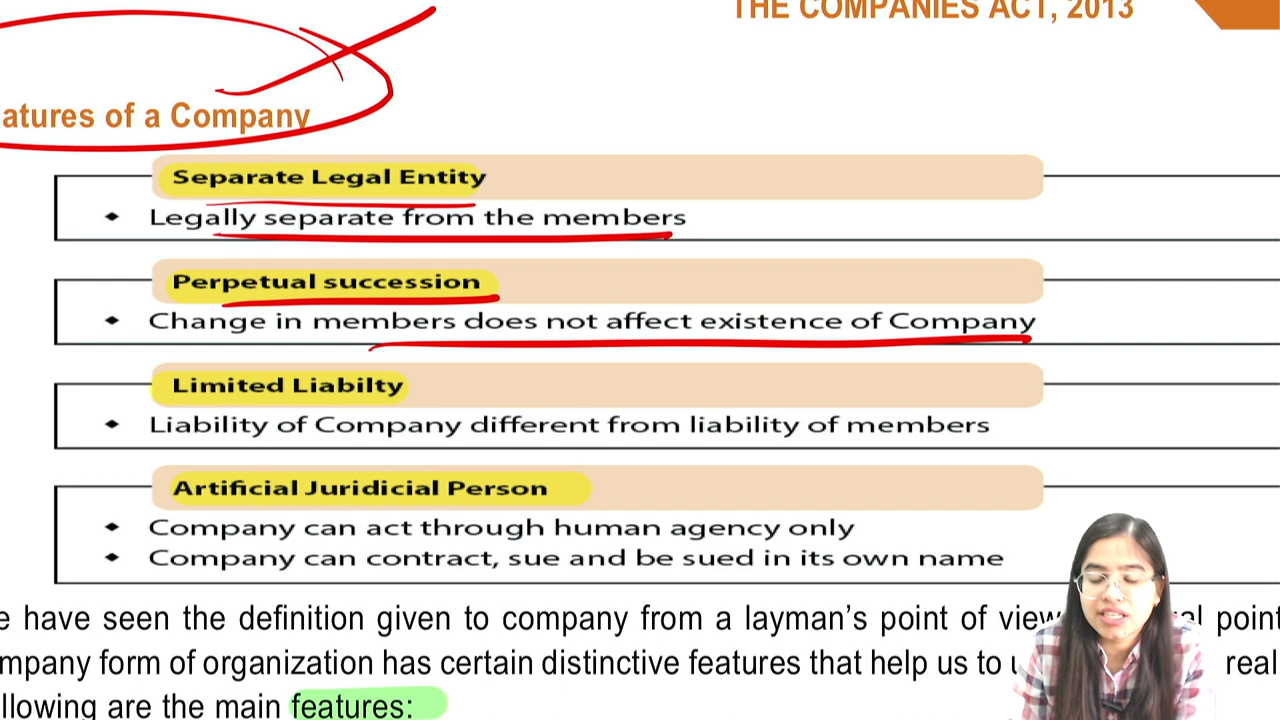 THE COMPANIES ACT, 2013
atures of a Company
Separate Legal Entity
Legally separate from the members
Perpetual succession
Change in members does not affect existence of Company
Limited Liabilty
Liability of Company different from liability of members
Artificial Juridicial Person
Company can act through human agency only
Company can contract, sue and be sued in its own name
e have seen the definition given to company from a layman's point of view point
mpany form of organization has certain distinctive features that help us to real
llowing are the main features: